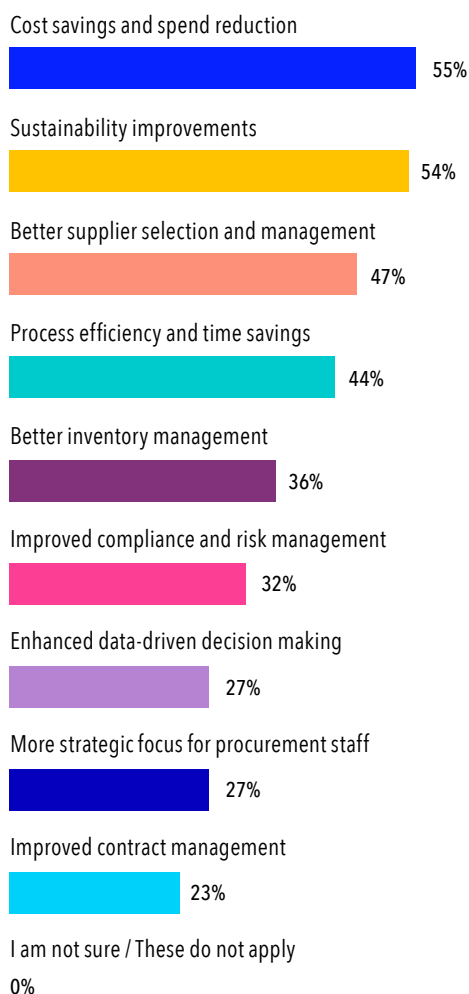 Cost savings and spend reduction
55%
Sustainability improvements
54%
Better supplier selection and management
47%
Process efficiency and time savings
44%
Better inventory management
36%
Improved compliance and risk management
32%
Enhanced data-driven decision making
27%
More strategic focus for procurement staff
27%
Improved contract management
23%
I am not sure / These do not apply
0%